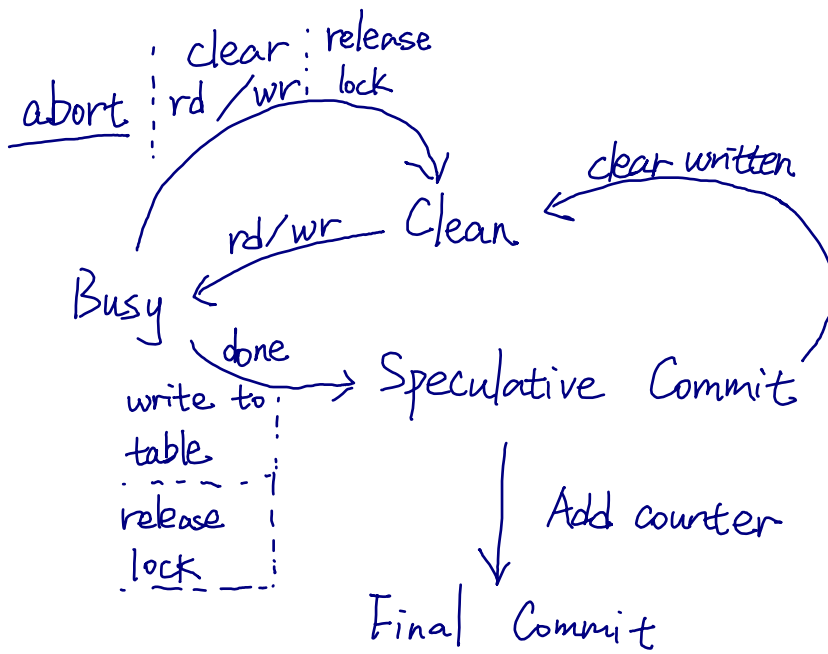 abort
clear
rd/wr
release
lock
clear written
Clean
rd/wr
Busy
done
Speculative Commit
write to
table
release
lock
Add counter
Final Commit